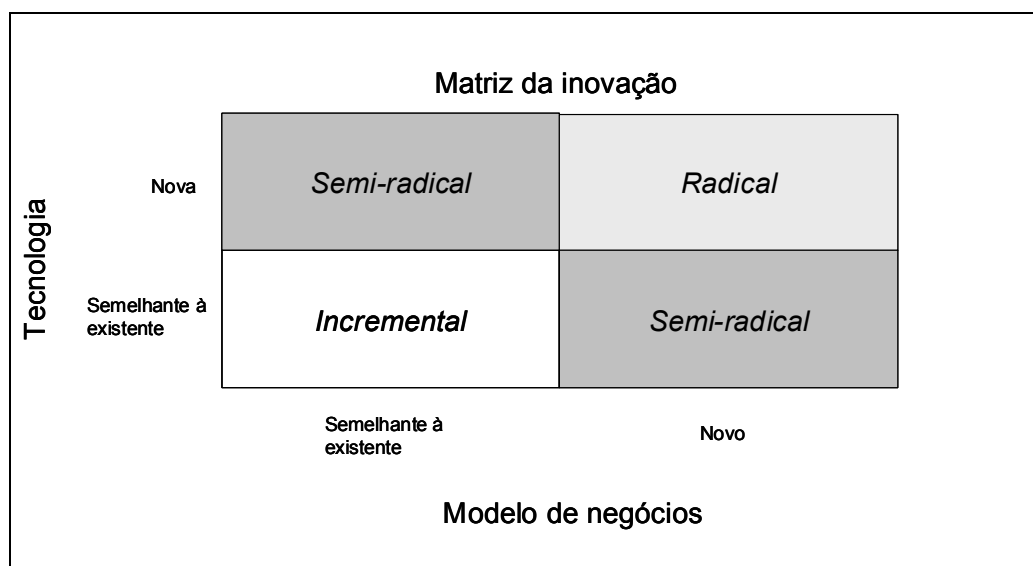 Matriz da inovação
Nova
Semi-radical
Radical
Tecnologia
Semelhante à
existente
Incremental
Semi-radical
Semelhante à
existente
Novo
Modelo de negócios